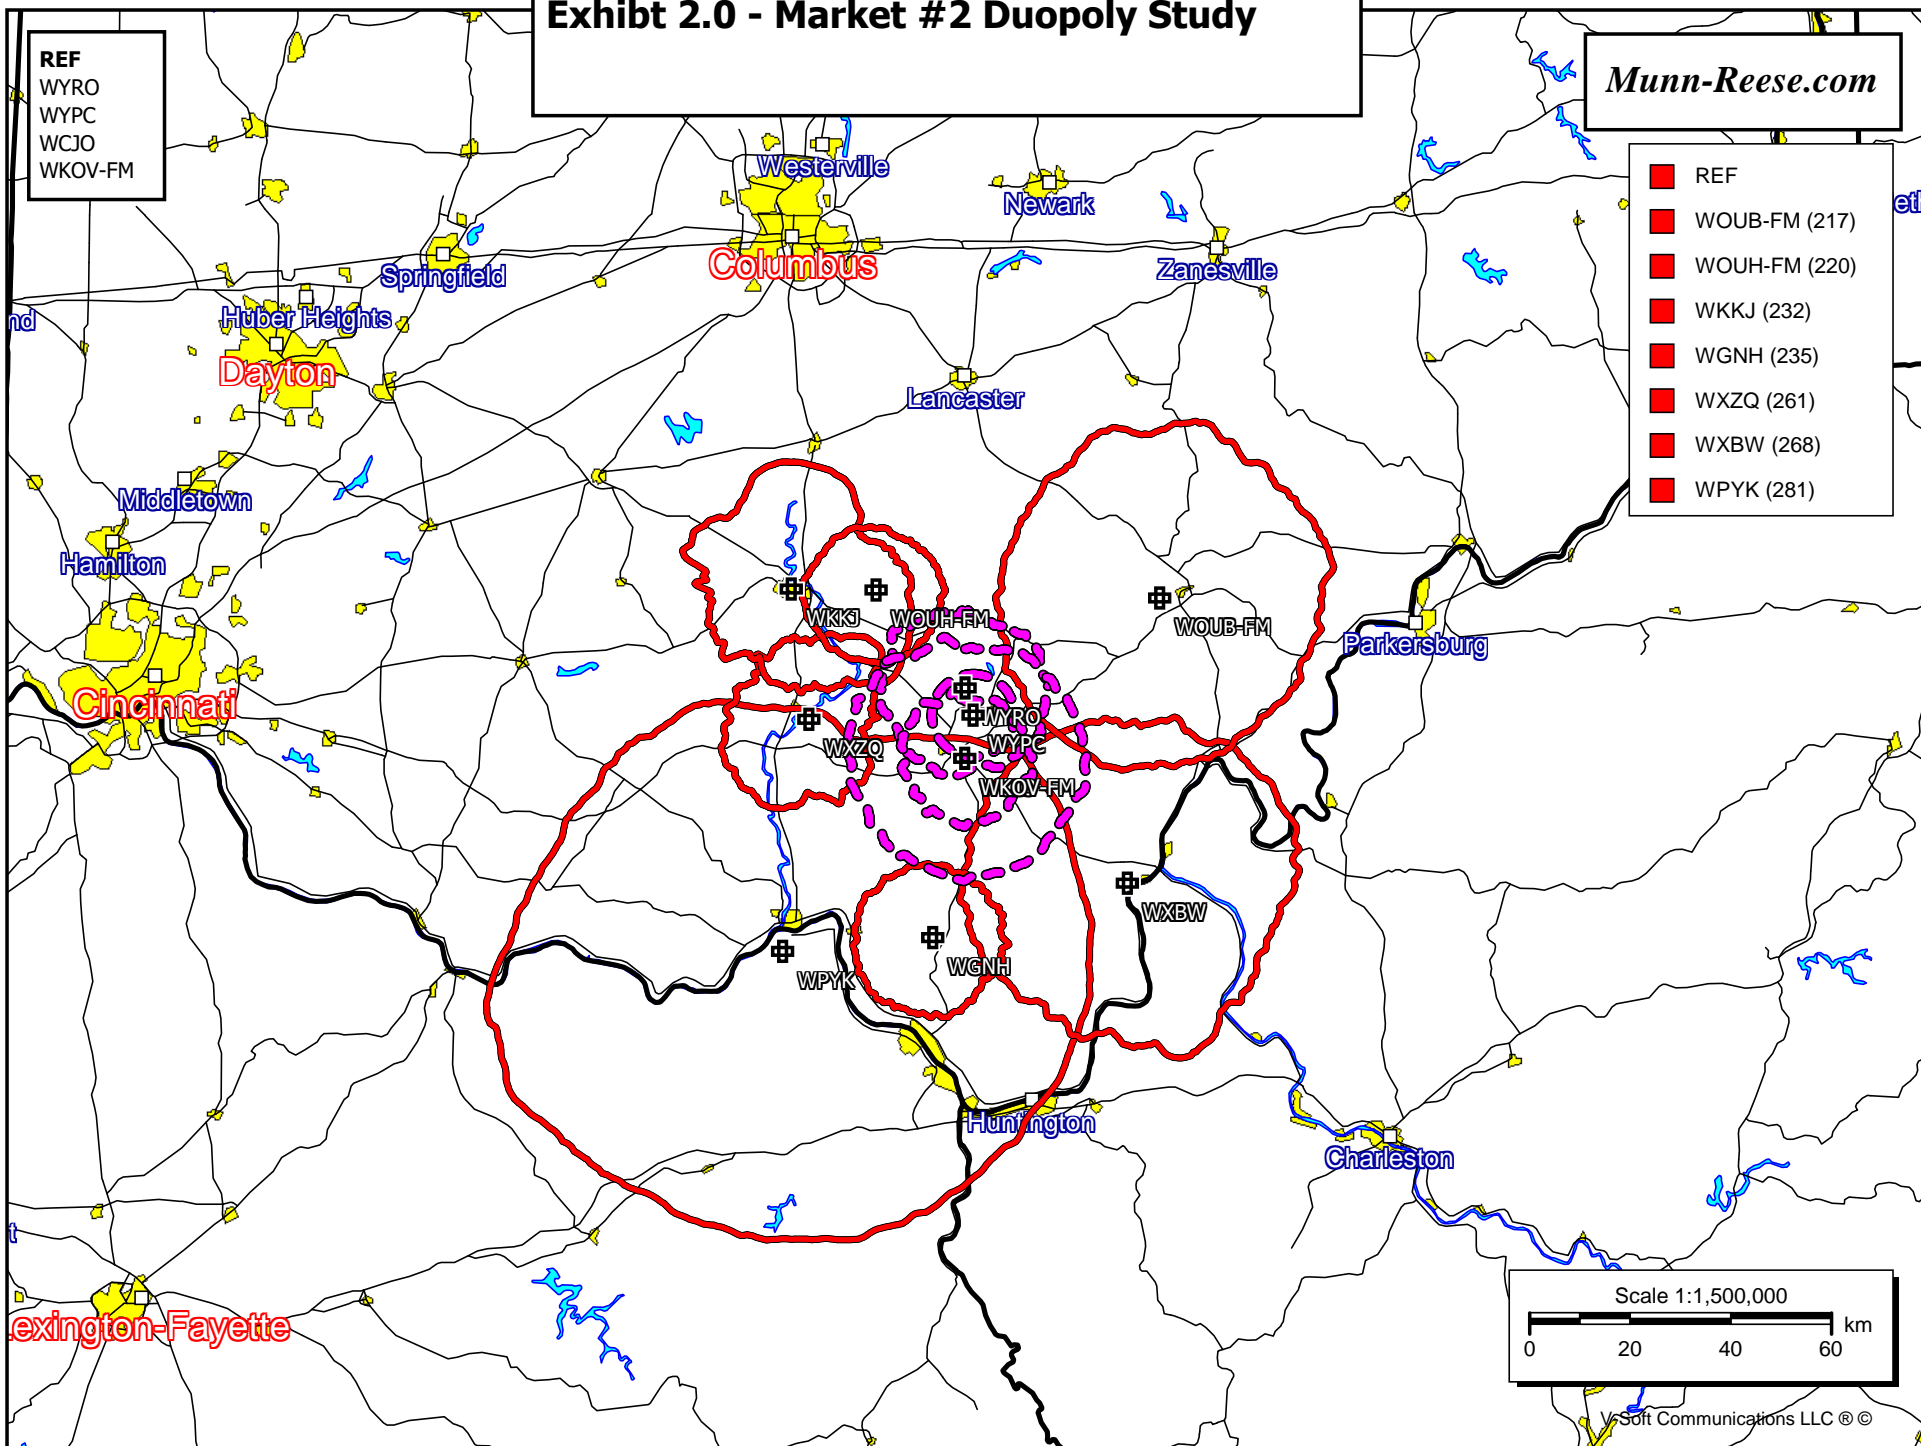 Exhibt 2.0 - Market #2 Duopoly Study
REF
WYRO
WYPC
WCJO
WKOV-FM
Munn-Reese.com
REF
WOUB-FM (217)
WOUH-FM (220)
WKKJ (232)
WGNH (235)
WXZQ (261)
WXBW (268)
WPYK (281)
Westerville
Newark
Columbus
Zanesville
Springfield
Huber Heights
Dayton
Lancaster
Middletown
Hamilton
WKKJ
WOUH-FM
WOUB-FM
Parkersburg
Cincinnati
WYRO
WXZQ
WYPC
WKOV-FM
WXBW
WGNH
WPYK
Huntington
Charleston
exington-Fayette
Scale 1:1,500,000
km
0 20 40 60
V-Soft Communications LLC ® ©